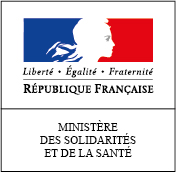 Liberté • Égalité • Fraternité
RÉPUBLIQUE FRANÇAISE
MINISTÈRE
DES SOLIDARITÉS
ET DE LA SANTÉ